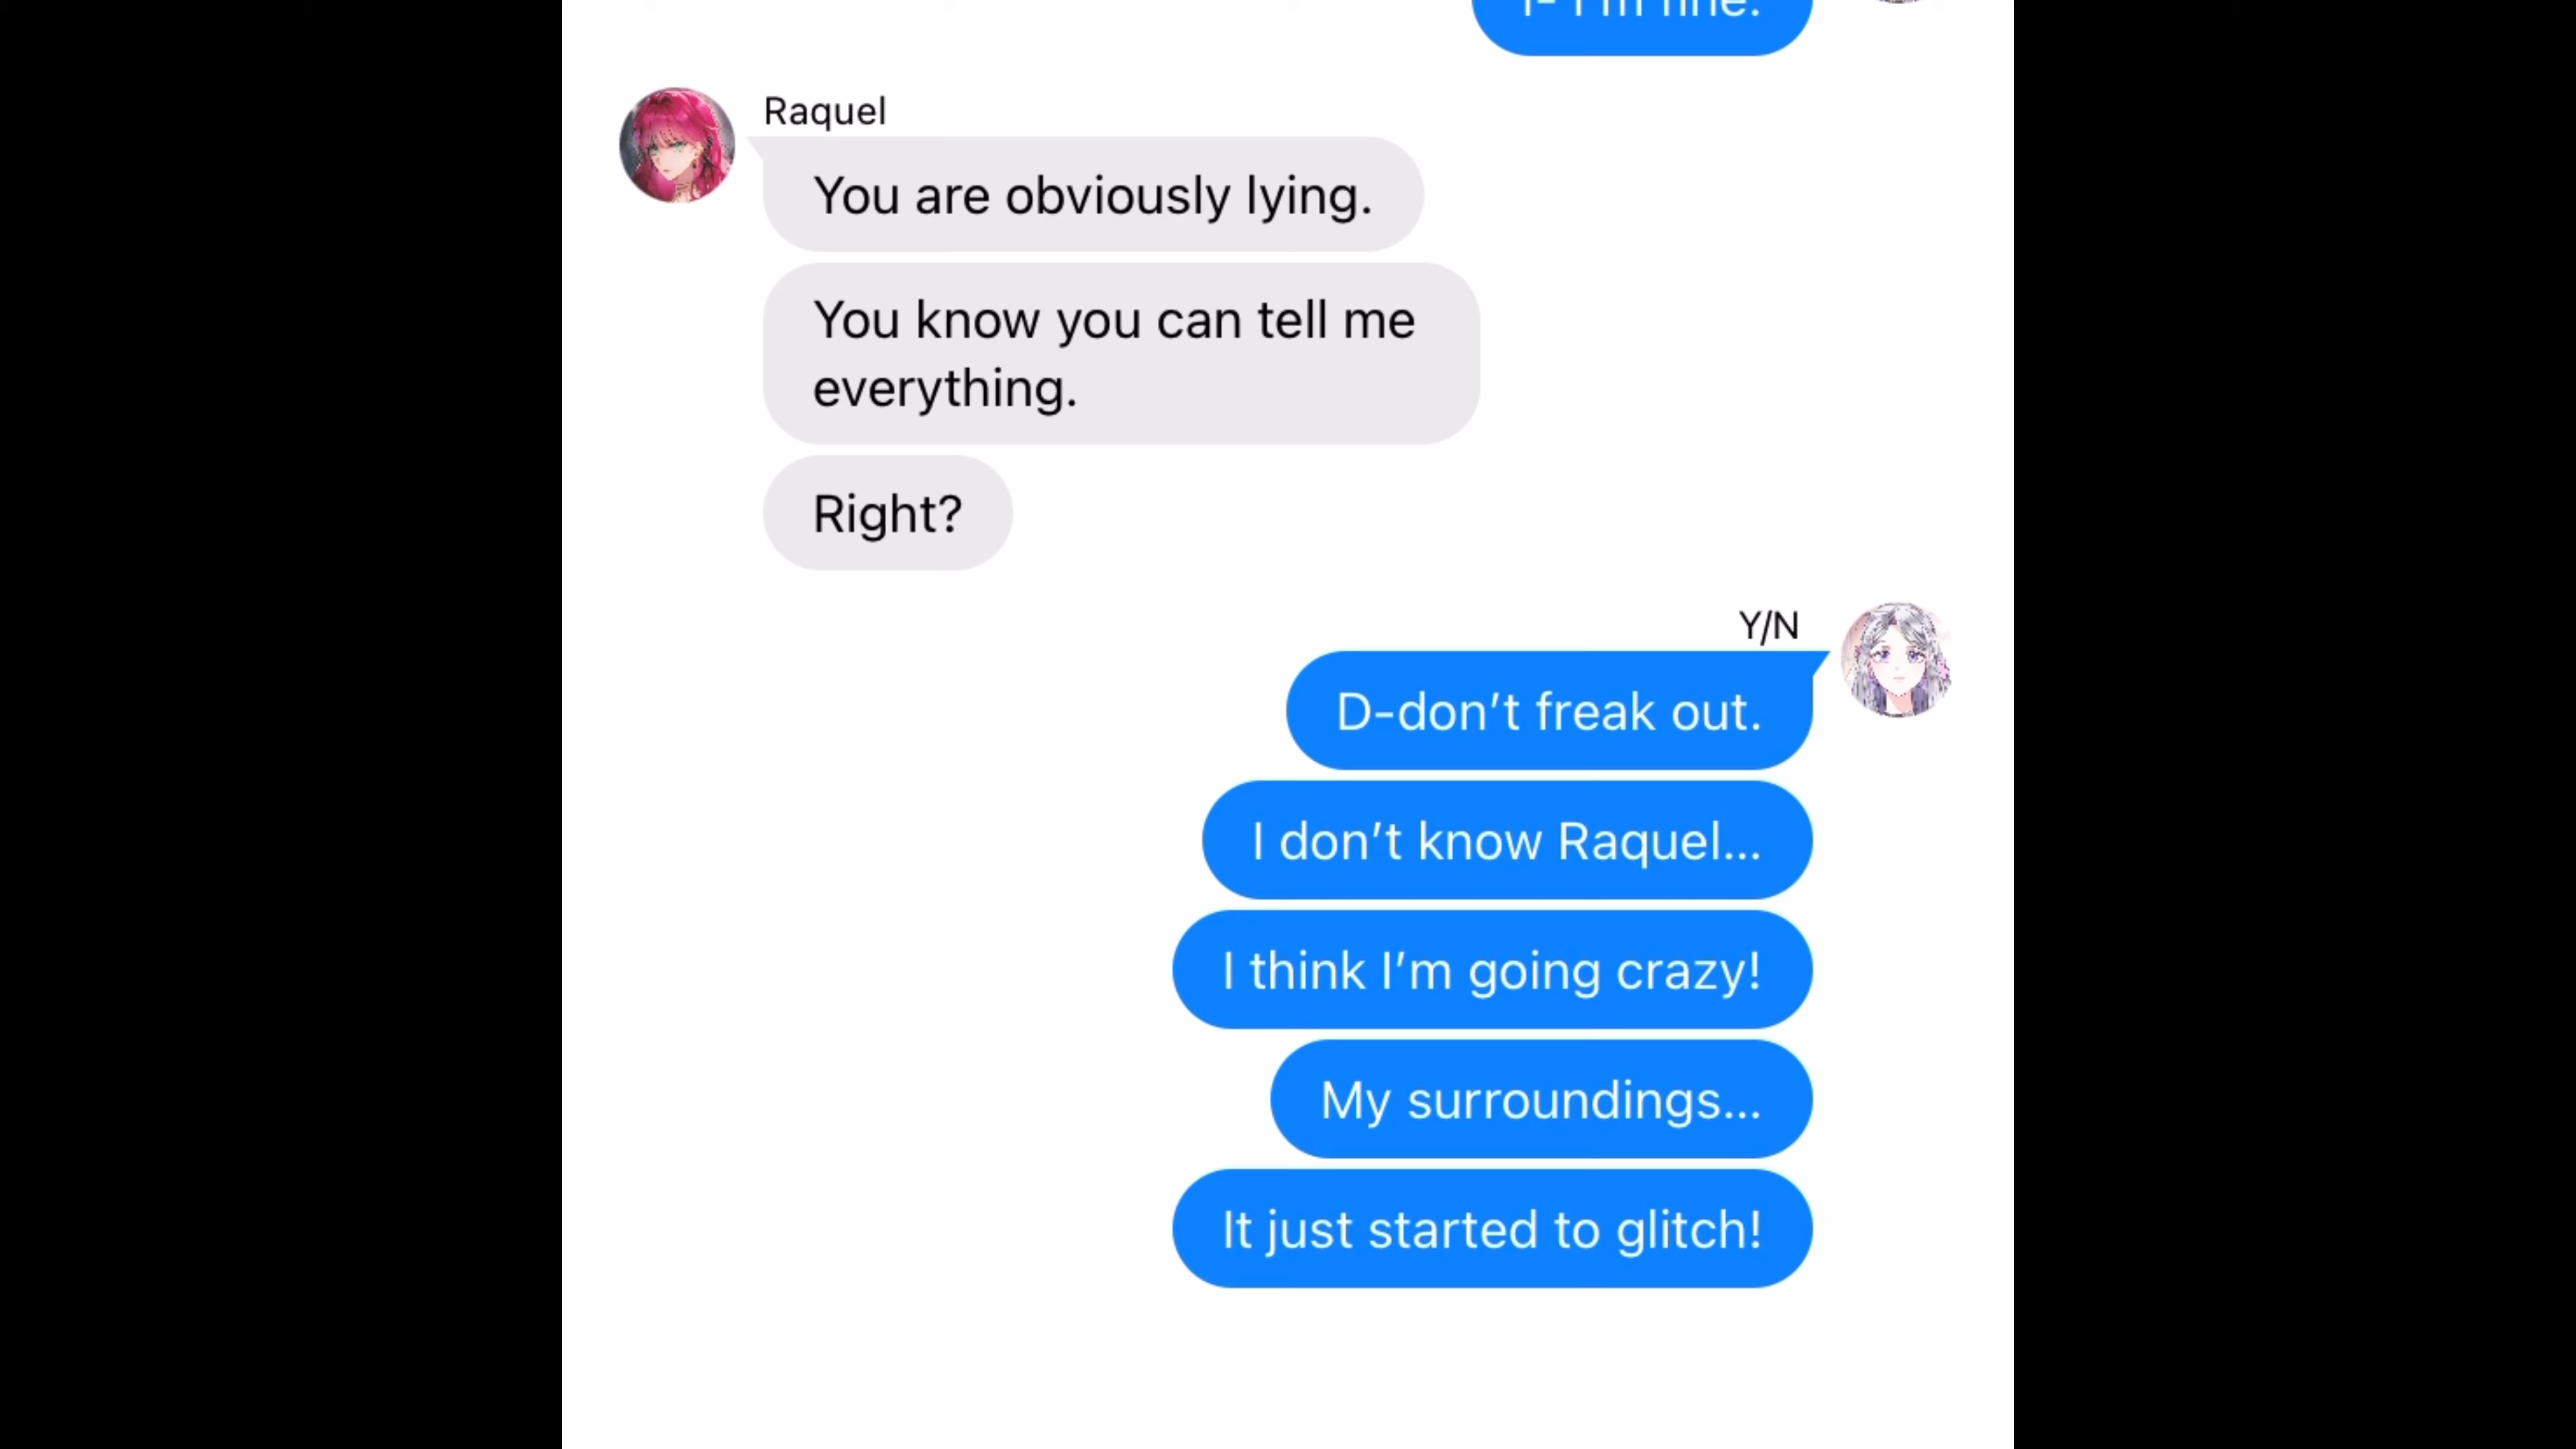 I- I'm fine.
Raquel
You are obviously lying.
You know you can tell me
everything.
Right?
Y/N
D-don’t freak out.
I don’t know Raquel...
I think I’m going crazy!
My surroundings...
It just started to glitch!